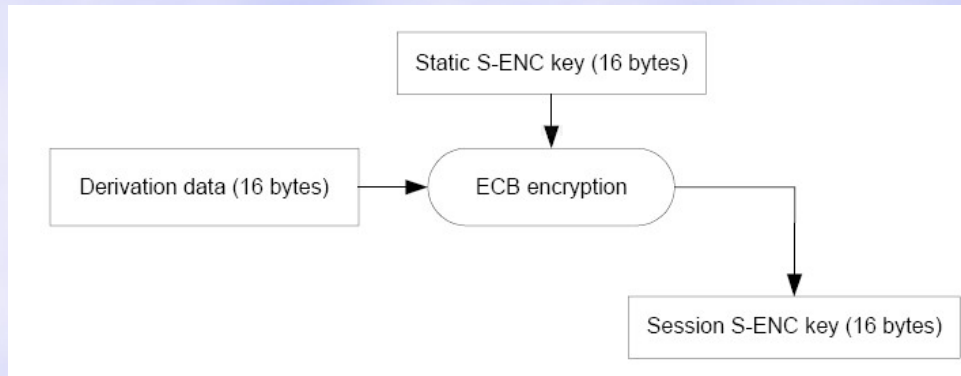 Static S-ENC key (16 bytes)
Derivation data (16 bytes)
ECB encryption
Session S-ENC key (16 bytes)